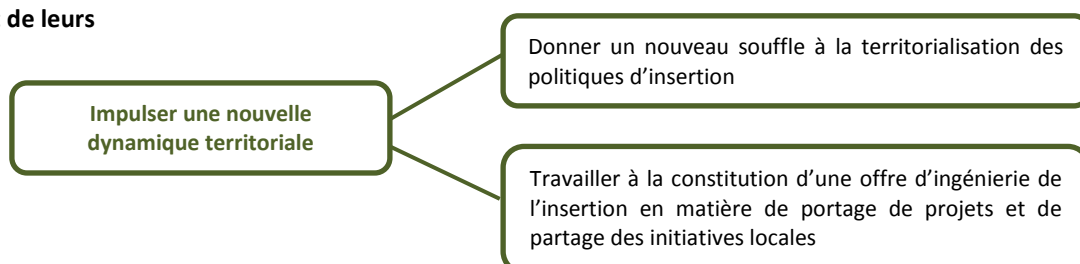 de leurs
Impulser une nouvelle
dynamique territoriale
Donner un nouveau souffle à la territorialisation des
politiques d'insertion
Travailler à la constitution d'une offre d'ingénierie de
l'insertion en matière de portage de projets et de
partage des initiatives locales